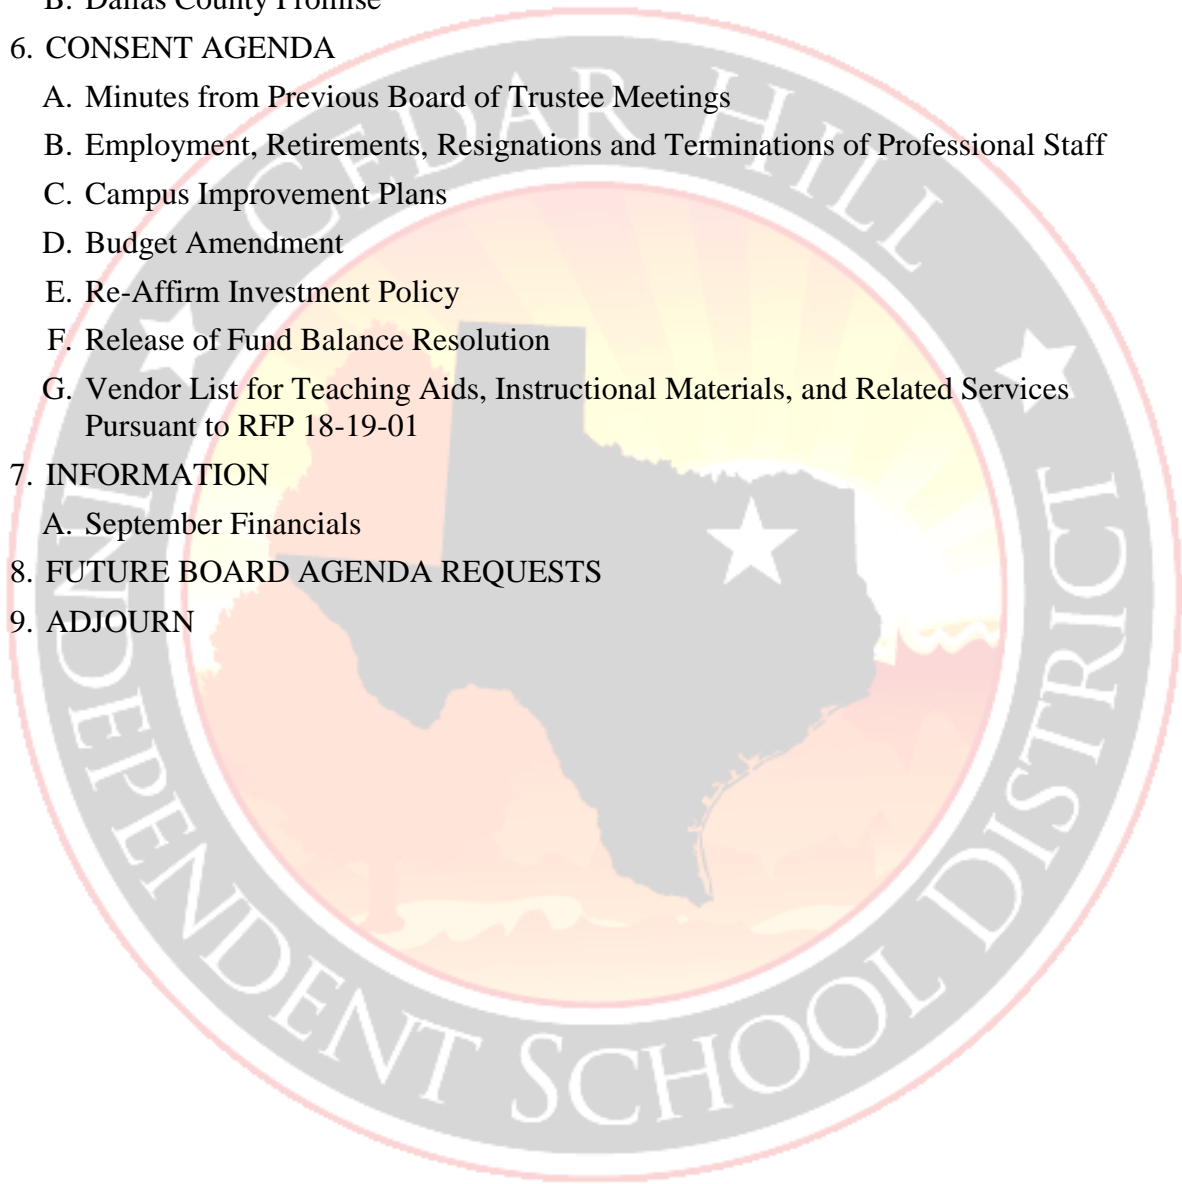 B. Dallas County Promise
6. CONSENT AGENDA
A. Minutes from Previous Board of Trustee Meetings
B. Employment, Retirements, Resignations and Terminations of Professional Staff
C. Campus Improvement Plans
D. Budget Amendment
E. Re-Affirm Investment Policy
F. Release of Fund Balance Resolution
G. Vendor List for Teaching Aids, Instructional Materials, and Related Services
Pursuant to RFP 18-19-01
7. INFORMATION
A. September Financials
8. FUTURE BOARD AGENDA REQUESTS
9. ADJOURN
CEDAR HILL
INDEPENDENT SCHOOL DISTRICT